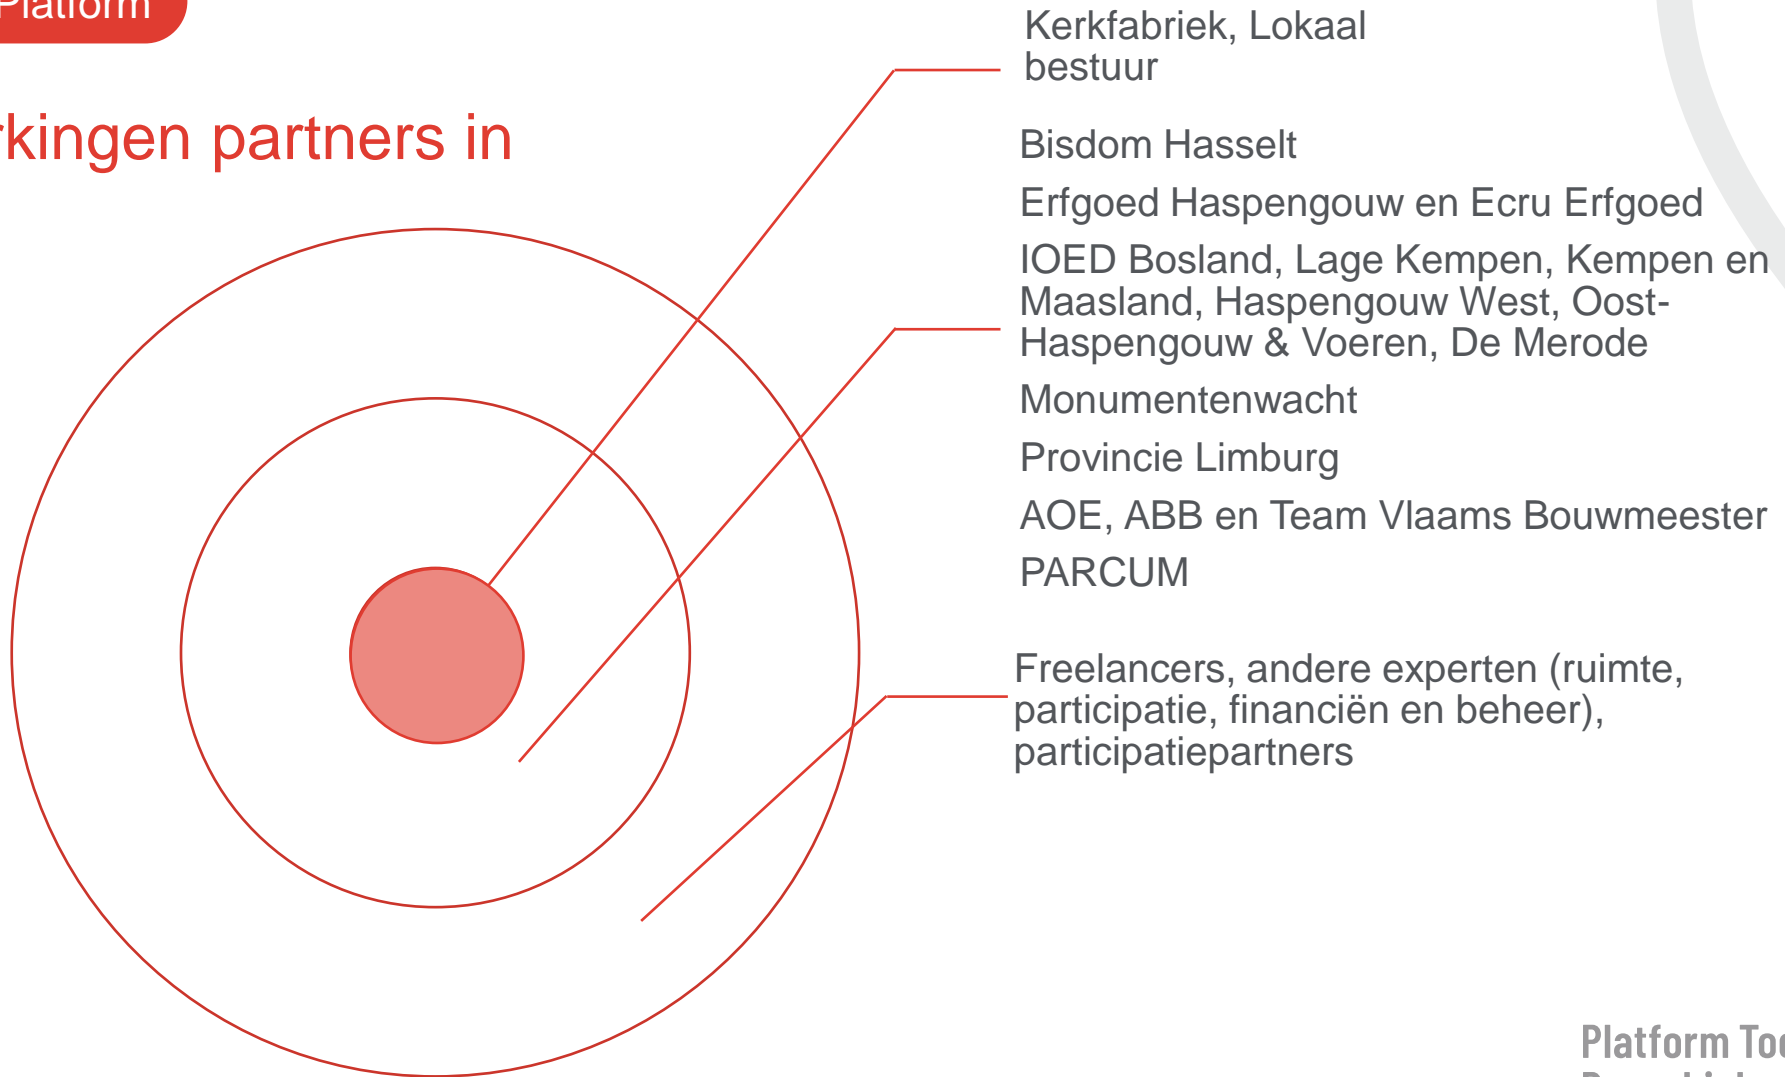 Platform
rkingen partners in
Kerkfabriek, Lokaal
bestuur
Bisdom Hasselt
Erfgoed Haspengouw en Ecru Erfgoed
IOED Bosland, Lage Kempen, Kempen en
Maasland, Haspengouw West, Oost-
Haspengouw & Voeren, De Merode
Monumentenwacht
Provincie Limburg
AOE, ABB en Team Vlaams Bouwmeester
PARCUM
Freelancers, andere experten (ruimte,
participatie, financiën en beheer),
participatiepartners
Platform Toe